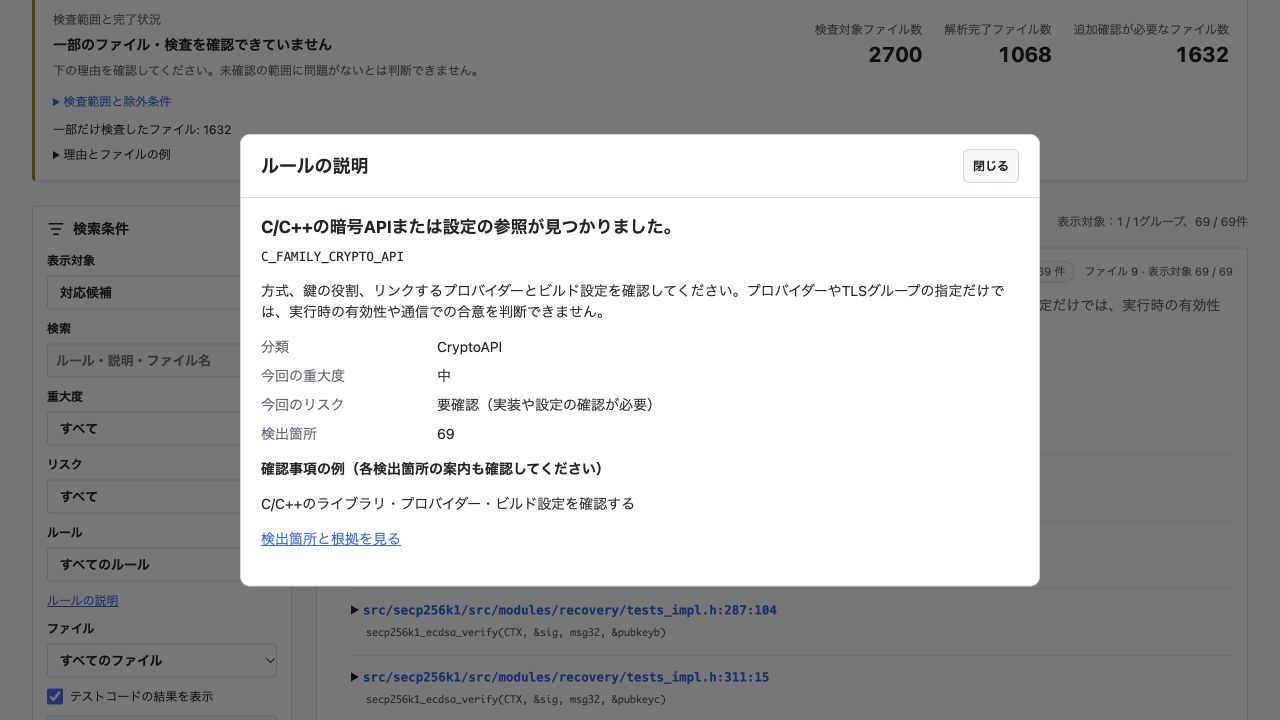 検査範囲と完了状況
一部のファイル・検査を確認できていません
下の理由を確認してください。未確認の範囲に問題がないとは判断できません。
検査対象ファイル数
2700
解析完了ファイル数
1068
追加確認が必要なファイル数
1632
▶ 検査範囲と除外条件
一部だけ検査したファイル: 1632
▶ 理由とファイルの例
検索条件
表示対象
対応候補
検索
ルール・説明・ファイル名
重大度
すべて
リスク
すべて
ルール
すべてのルール
ルールの説明
ファイル
すべてのファイル
テストコードの結果を表示
表示対象：1 / 1グループ、69 / 69件
69 件
ファイル 9 · 表示対象 69 / 69
定だけでは、実行時の有効性
ルールの説明
閉じる
C/C++の暗号APIまたは設定の参照が見つかりました。
C_FAMILY_CRYPTO_API
方式、鍵の役割、リンクするプロバイダーとビルド設定を確認してください。プロバイダーやTLSグループの指定だけで
は、実行時の有効性や通信での合意を判断できません。
分類 CryptoAPI
今回の重大度 中
今回のリスク 要確認（実装や設定の確認が必要）
検出箇所 69
確認事項の例（各検出箇所の案内も確認してください）
C/C++のライブラリ・プロバイダー・ビルド設定を確認する
検出箇所と根拠を見る
▶ src/secp256k1/src/modules/recovery/tests_impl.h:287:104
secp256k1_ecdsa_verify(CTX, &sig, msg32, &pubkeyb)
▶ src/secp256k1/src/modules/recovery/tests_impl.h:311:15
secp256k1_ecdsa_verify(CTX, &sig, msg32, &pubkeyc)